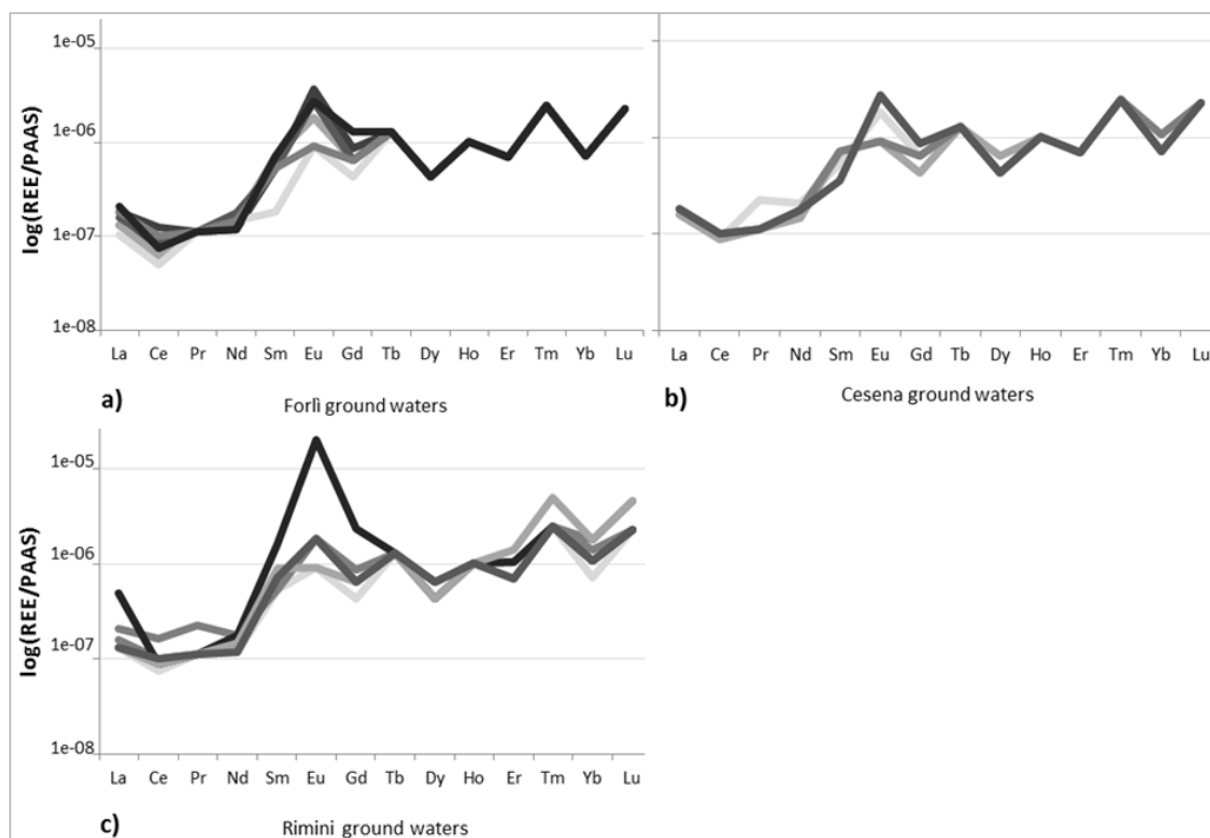 log(REE/PAAS)
1e-05
1e-06
1e-07
1e-08
La Ce Pr Nd Sm Eu Gd Tb Dy Ho Er Tm Yb Lu
a)
Forlì ground waters
La Ce Pr Nd Sm Eu Gd Tb Dy Ho Er Tm Yb Lu
b)
Cesena ground waters
log(REE/PAAS)
1e-05
1e-06
1e-07
1e-08
La Ce Pr Nd Sm Eu Gd Tb Dy Ho Er Tm Yb Lu
c)
Rimini ground waters